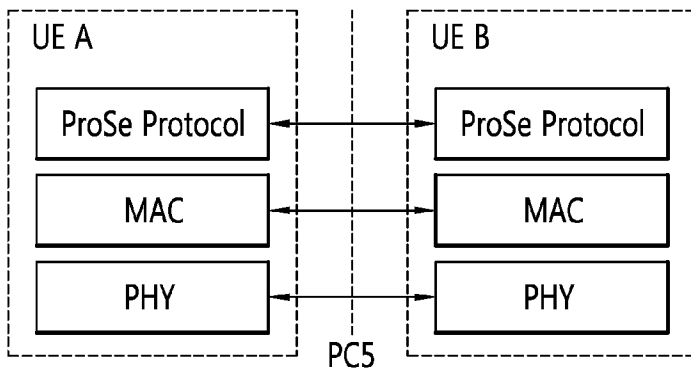 UE A
UE B
ProSe Protocol
ProSe Protocol
MAC
MAC
PHY
PHY
PC5